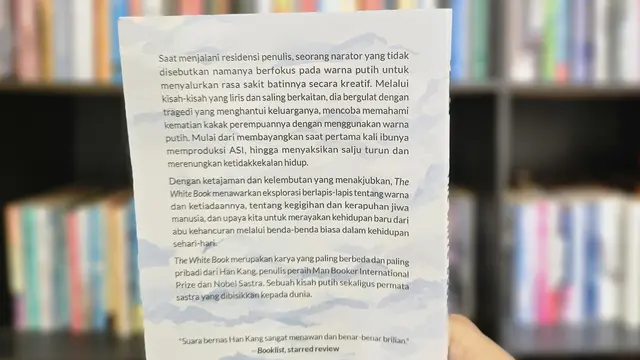 Saat menjalani residensi penulis, seorang narator yang tidak
disebutkan namanya berfokus pada warna putih untuk
menyalurkan rasa sakit batinnya secara kreatif. Melalui
kisah-kisah yang liris dan saling berkaitan, dia bergulat dengan
tragedi yang menghantui keluarganya, mencoba memahami
kematian kakak perempuannya dengan menggunakan warna
putih. Mulai dari membayangkan saat pertama kali ibunya
memproduksi ASI, hingga menyaksikan salju turun dan
merenungkan ketidakkekalan hidup.
Dengan ketajaman dan kelembutan yang menakjubkan, The
White Book menawarkan eksplorasi berlapis-lapis tentang warna
dan ketiadaannya, tentang kegigihan dan kerapuhan jiwa
manusia, dan upaya kita untuk merayakan kehidupan baru dari
abu kehancuran melalui benda-benda biasa dalam kehidupan
sehari-hari.
The White Book merupakan karya yang paling berbeda dan paling
pribadi dari Han Kang, penulis peraih Man Booker International
Prize dan Nobel Sastra. Sebuah kisah putih sekaligus permata
sastra yang dibisikkan kepada dunia.
"Suara bernas Han Kang sangat menawan dan benar-benar brilian."
— Booklist, starred review